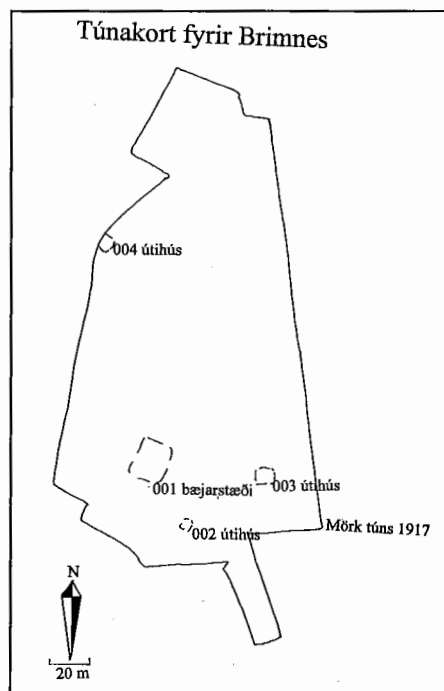 Túnakort fyrir Brimnes
004 útihús
001 bæjarstæði
003 útihús
002 útihús
Mörk túns 1917
N
20 m